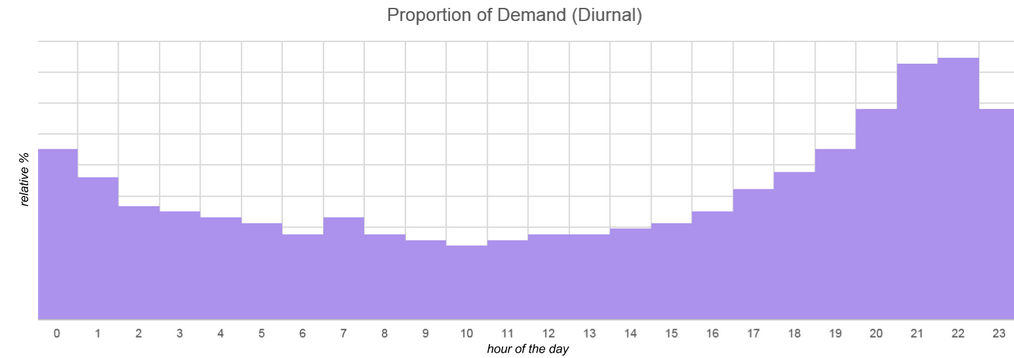 Proportion of Demand (Diurnal)
relative %
0 1 2 3 4 5 6 7 8 9 10 11 12 13 14 15 16 17 18 19 20 21 22 23
hour of the day